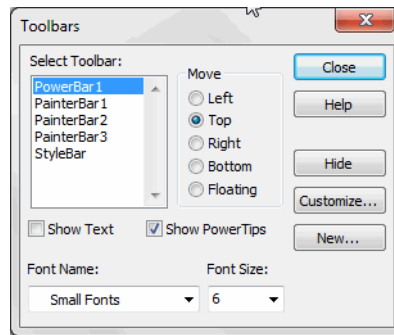 Toolbars
Select Toolbar:
PowerBar1
PainterBar1
PainterBar2
PainterBar3
StyleBar
Move
Left
Top
Right
Bottom
Floating
Close
Help
Hide
Customize...
New...
Show Text
Show PowerTips
Font Name:
Font Size:
Small Fonts
6